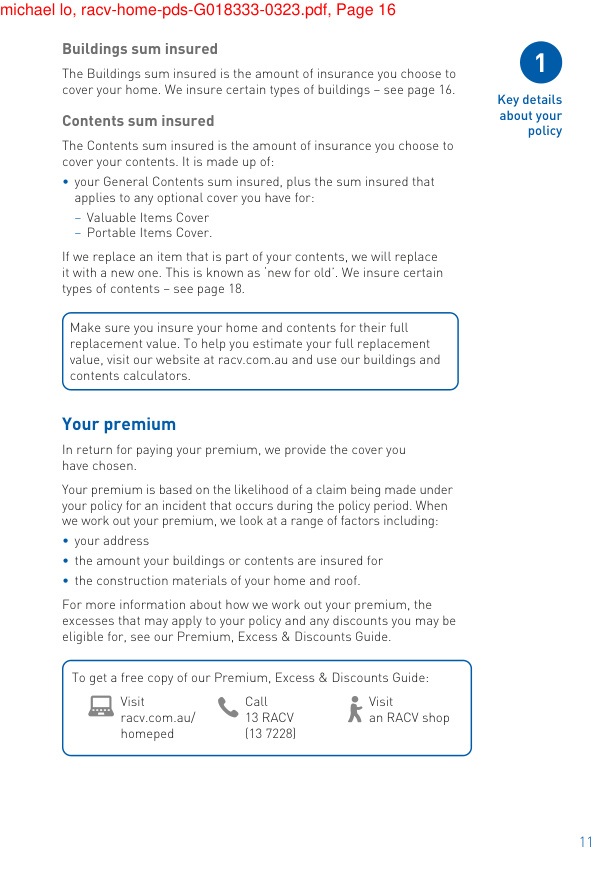 michael lo, racv-home-pds-G018333-0323.pdf, Page 16
Buildings sum insured
The Buildings sum insured is the amount of insurance you choose to
cover your home. We insure certain types of buildings – see page 16.
Contents sum insured
The Contents sum insured is the amount of insurance you choose to
cover your contents. It is made up of:
• your General Contents sum insured, plus the sum insured that
applies to any optional cover you have for:
– Valuable Items Cover
– Portable Items Cover.
If we replace an item that is part of your contents, we will replace
it with a new one. This is known as ‘new for old’. We insure certain
types of contents – see page 18.
Make sure you insure your home and contents for their full
replacement value. To help you estimate your full replacement
value, visit our website at racv.com.au and use our buildings and
contents calculators.
Your premium
In return for paying your premium, we provide the cover you
have chosen.
Your premium is based on the likelihood of a claim being made under
your policy for an incident that occurs during the policy period. When
we work out your premium, we look at a range of factors including:
• your address
• the amount your buildings or contents are insured for
• the construction materials of your home and roof.
For more information about how we work out your premium, the
excesses that may apply to your policy and any discounts you may be
eligible for, see our Premium, Excess & Discounts Guide.
To get a free copy of our Premium, Excess & Discounts Guide:
Visit
racv.com.au/
homeped
Call
13 RACV
(13 7228)
Visit
an RACV shop
1
Key details
about your
policy
11